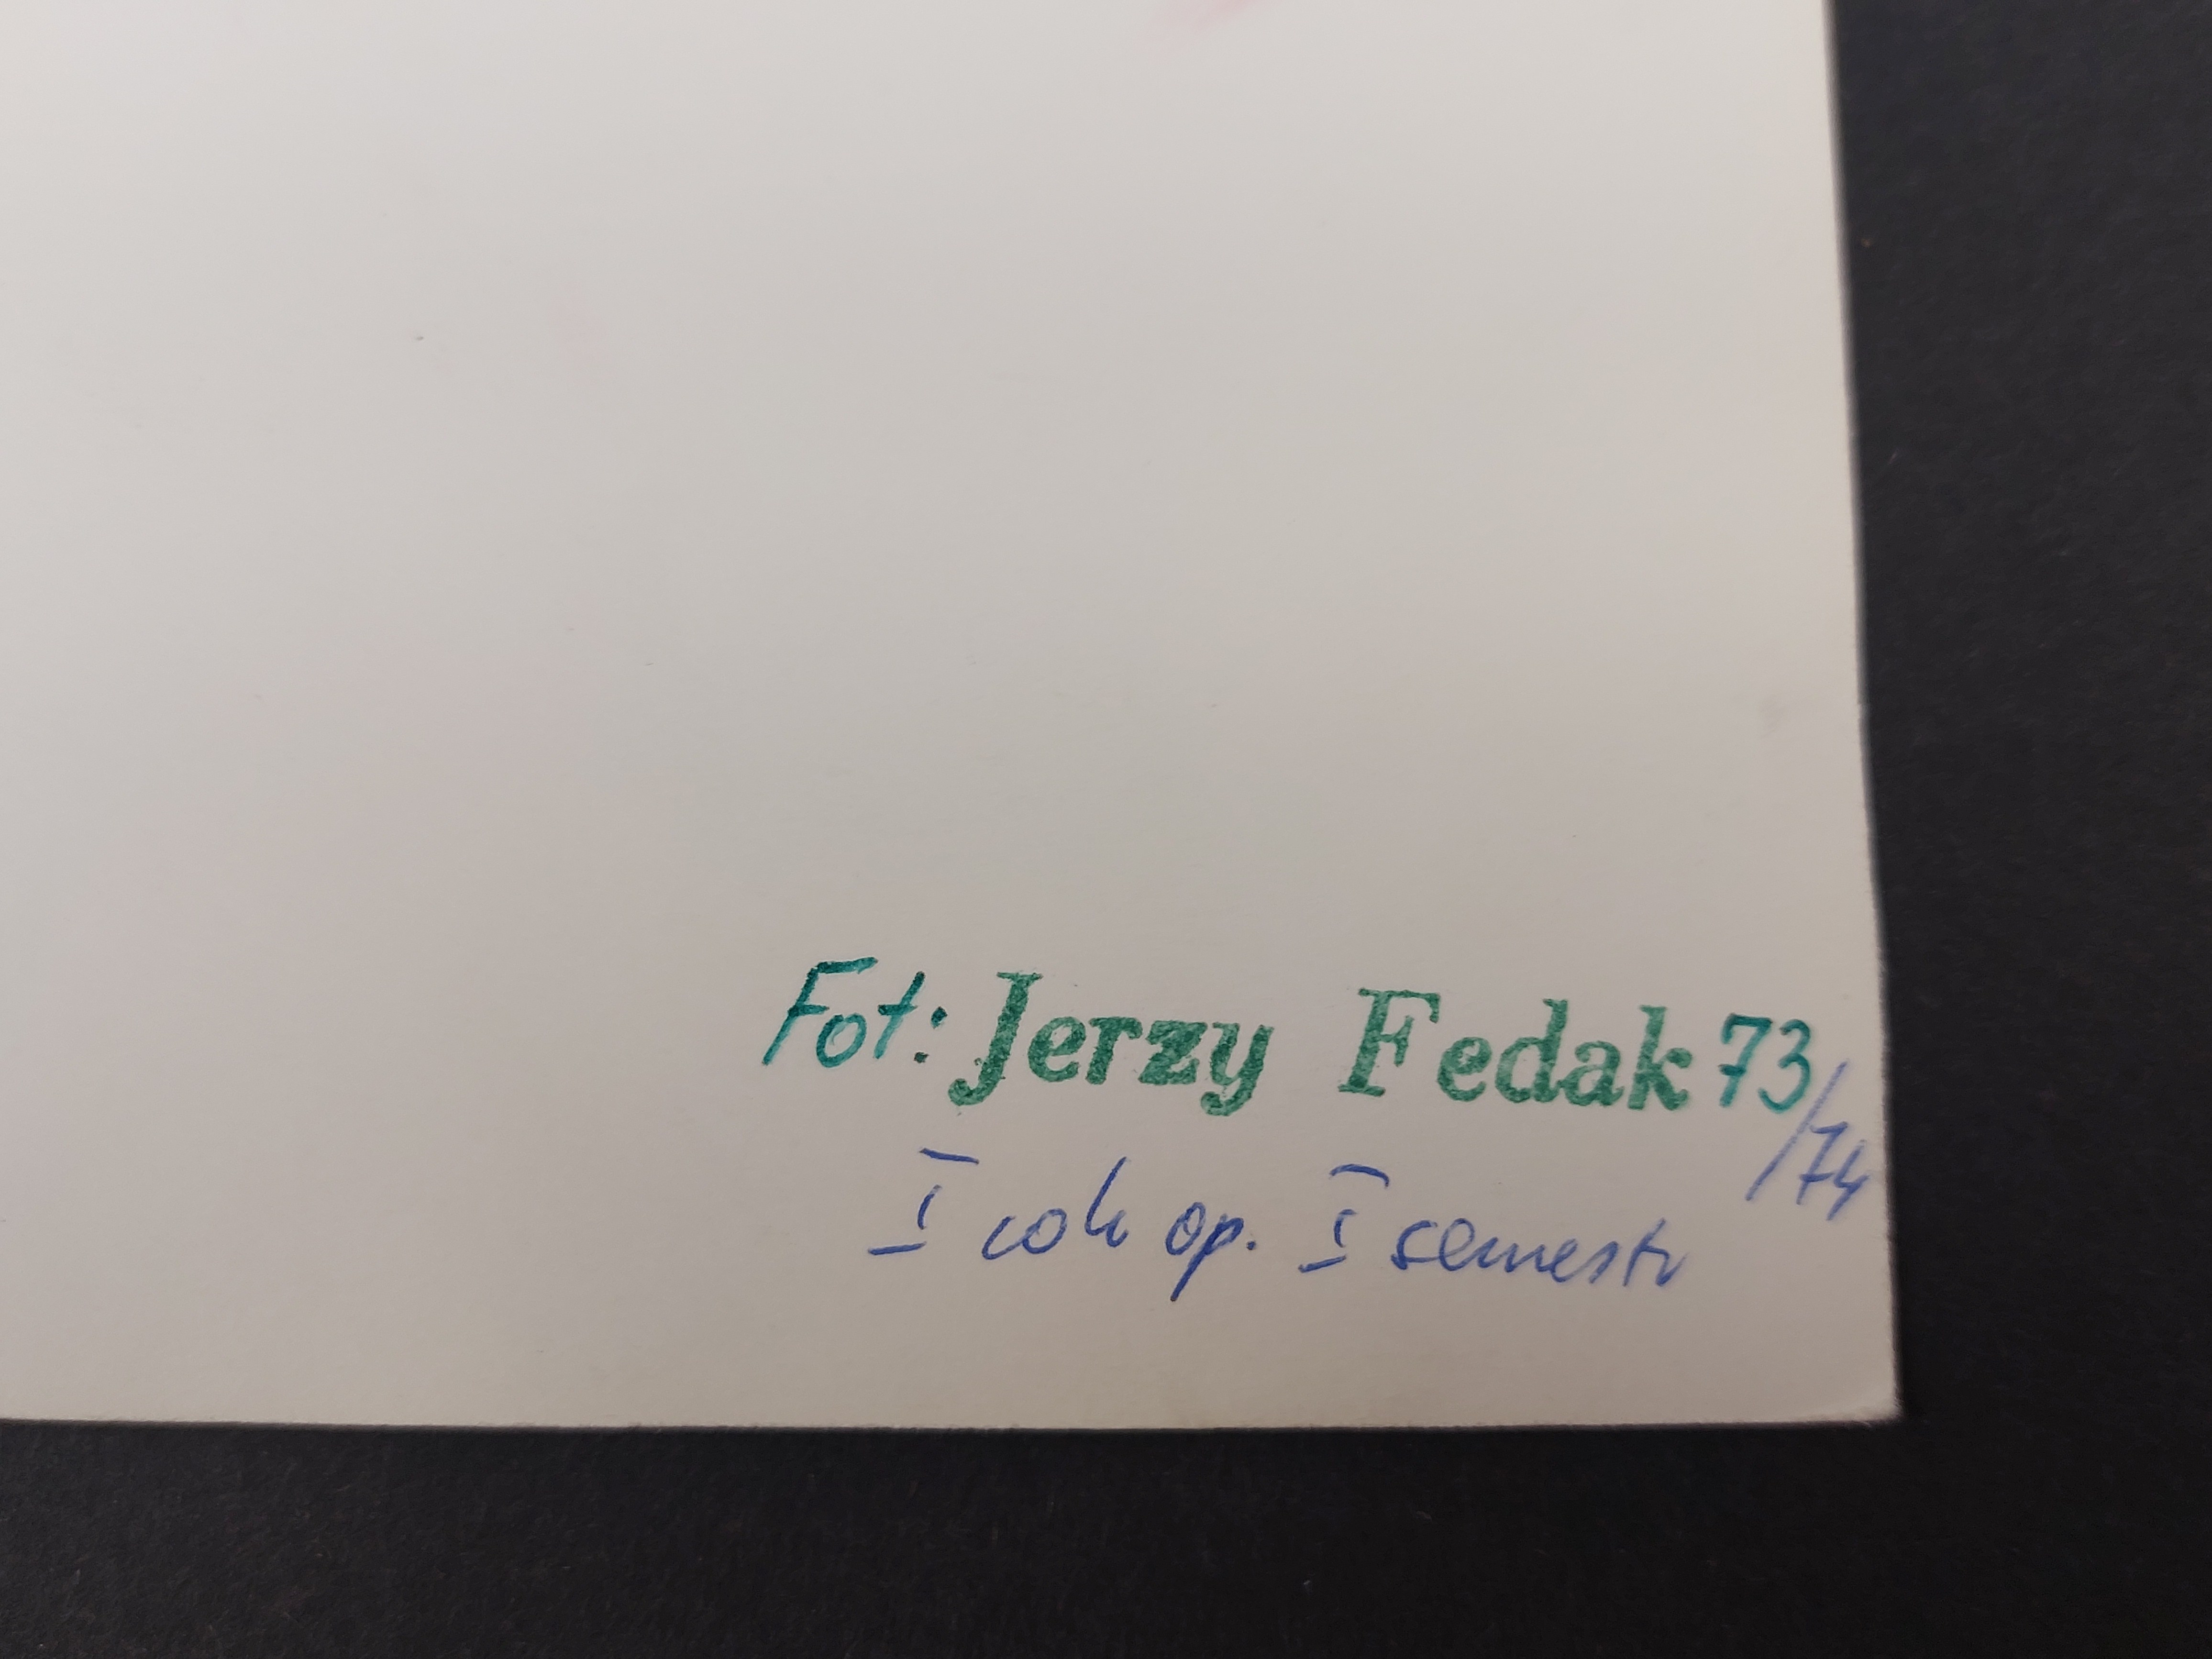 Fot: Jerzy Fedak 73/74
I rok op. I semestr